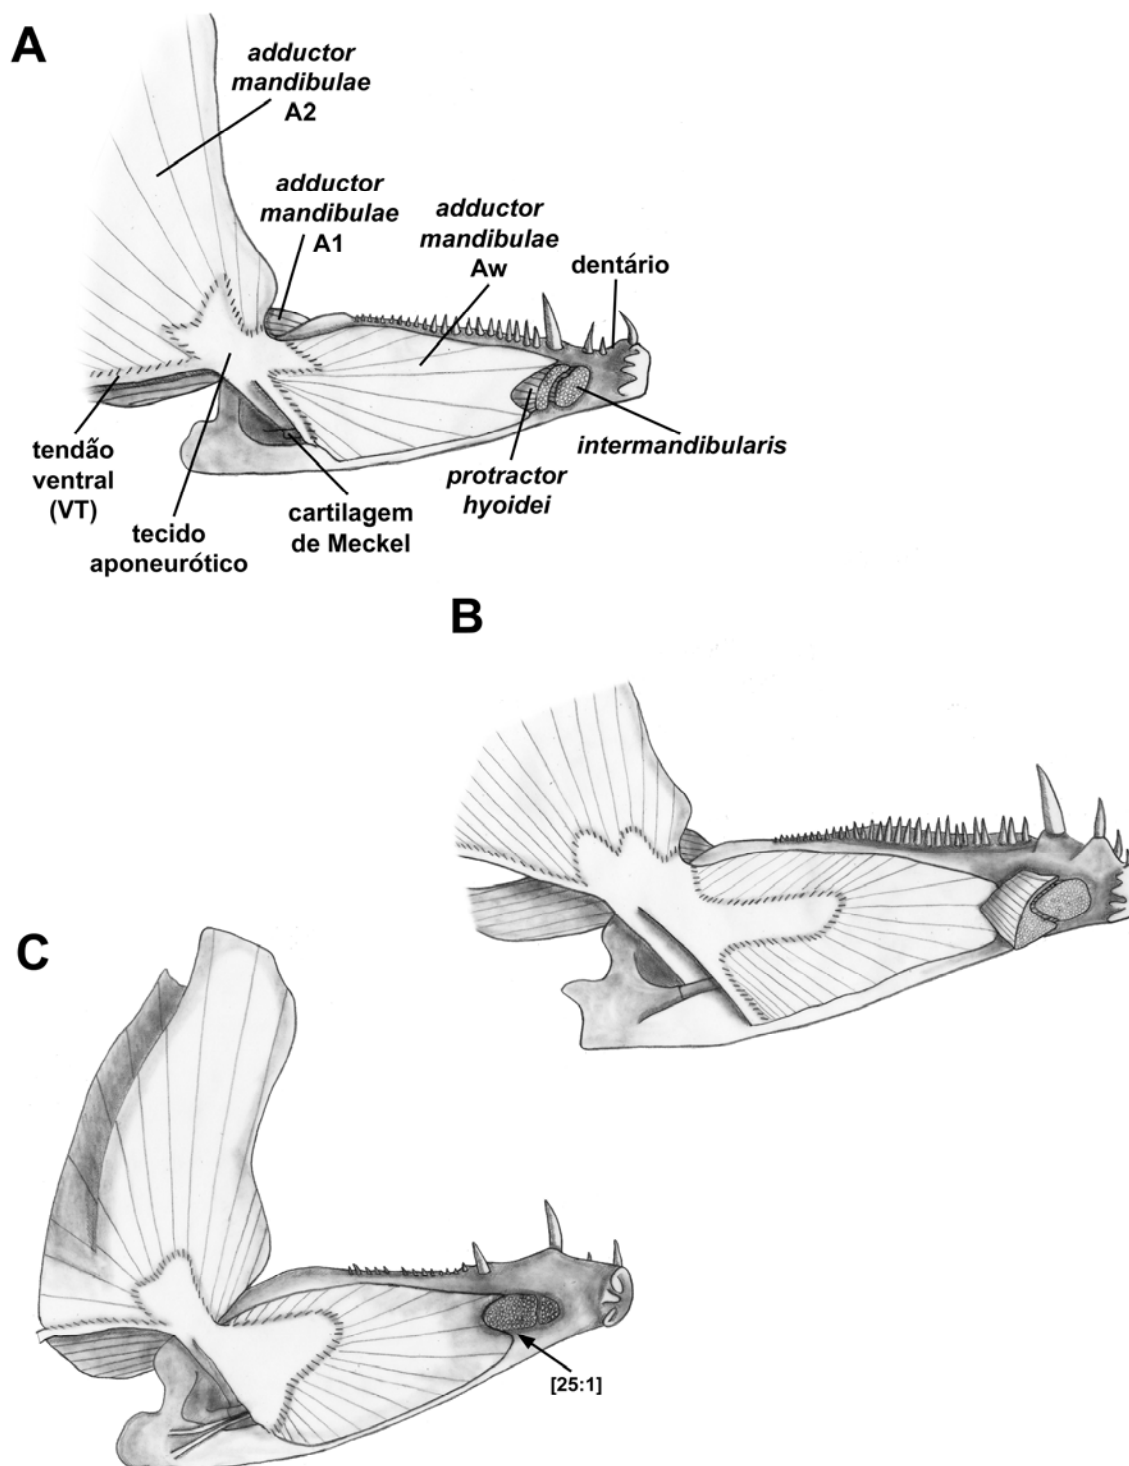 A
adductor
mandibulae
A2
adductor
mandibulae
A1
adductor
mandibulae
Aw
dentário
tendão
ventral
(VT)
tecido
aponeurótico
cartilagem
de Meckel
protractor
hyoidei
intermandibularis
B
C
[25:1]